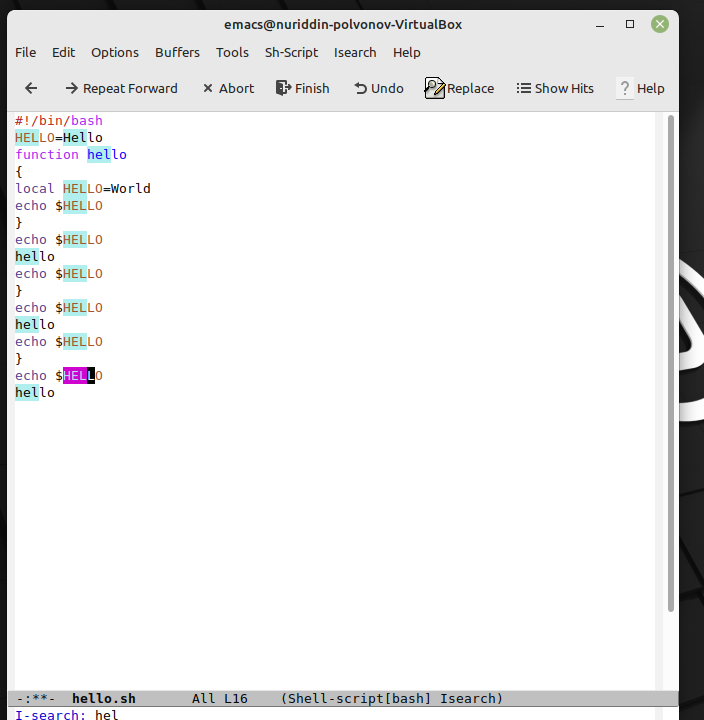 emacs@nuriddin-polvonov-VirtualBox
File Edit Options Buffers Tools Sh-Script Isearch Help
Repeat Forward Abort Finish Undo Replace Show Hits ? Help
#!/bin/bash
HELLO=Hello
function hello
{
local HELLO=World
echo $HELLO
}
echo $HELLO
hello
echo $HELLO
}
echo $HELLO
hello
echo $HELLO
}
echo $HELLO
hello
-:**- hello.sh All L16 (Shell-script[bash] Isearch)
I-search: hel